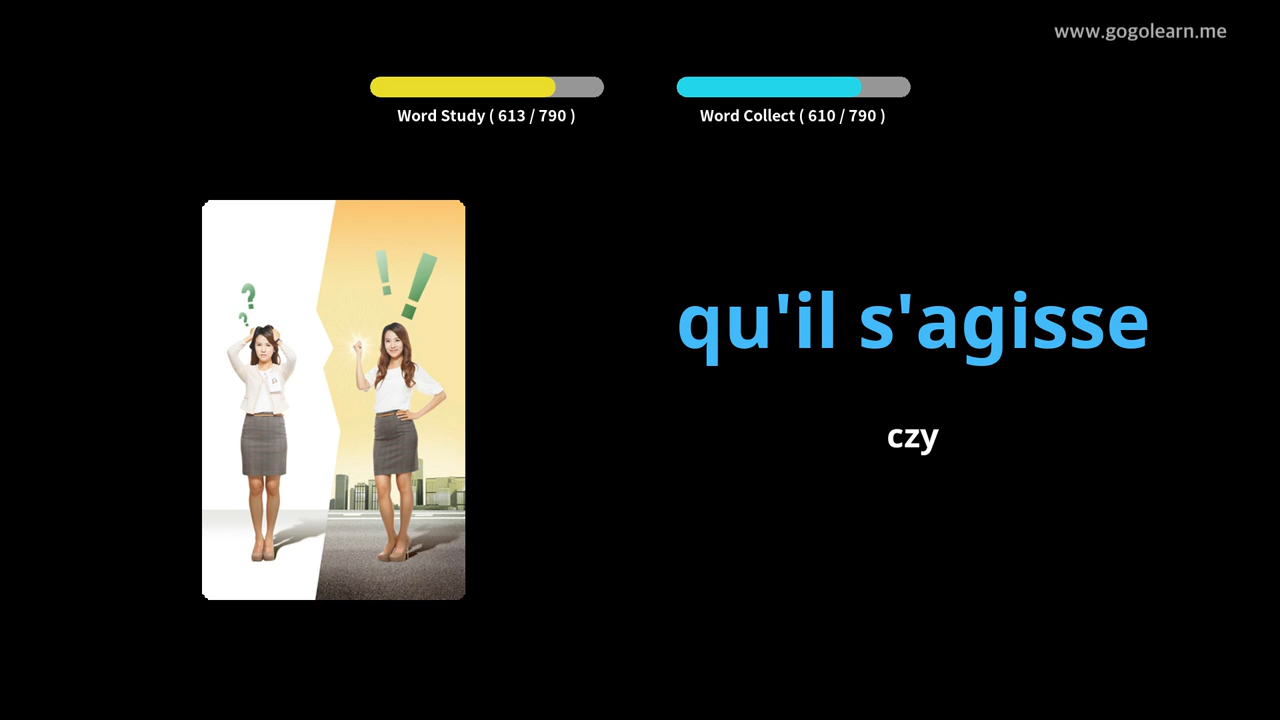 www.gogolearn.me
Word Study ( 613 / 790 )
Word Collect ( 610 / 790 )
? ?
! !
qu'il s'agisse
czy